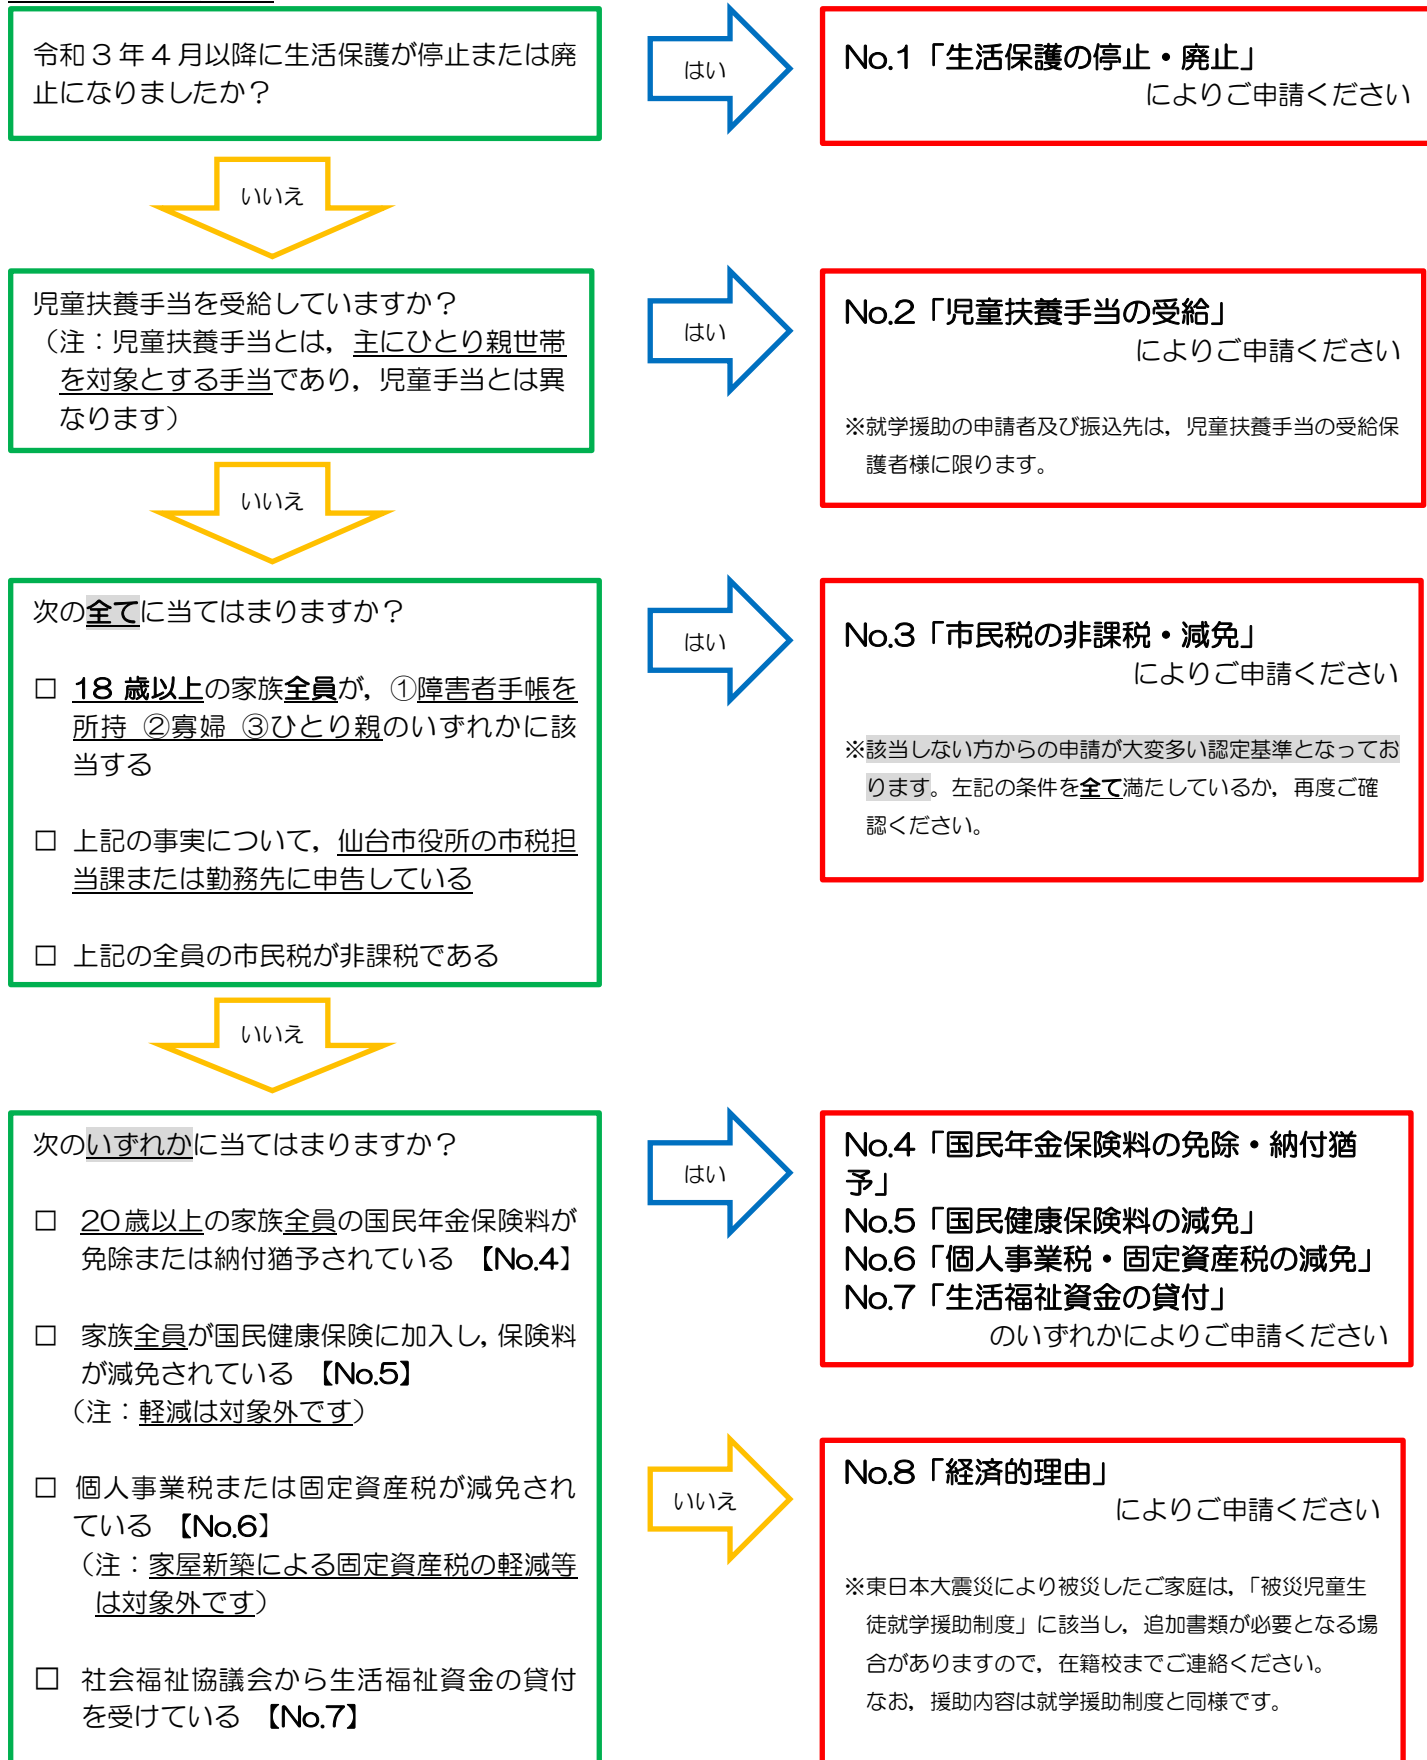 令和３年４月以降に生活保護が停止または廃
止になりましたか？
はい
No.1「生活保護の停止・廃止」
によりご申請ください
いいえ
児童扶養手当を受給していますか？
（注：児童扶養手当とは，主にひとり親世帯
を対象とする手当であり，児童手当とは異
なります）
はい
No.2「児童扶養手当の受給」
によりご申請ください
※就学援助の申請者及び振込先は，児童扶養手当の受給保
護者様に限ります。
いいえ
次の全てに当てはまりますか？
□ 18 歳以上の家族全員が，①障害者手帳を
所持 ②寡婦 ③ひとり親のいずれかに該
当する
□ 上記の事実について，仙台市役所の市税担
当課または勤務先に申告している
□ 上記の全員の市民税が非課税である
はい
No.3「市民税の非課税・減免」
によりご申請ください
※該当しない方からの申請が大変多い認定基準となってお
ります。左記の条件を全て満たしているか，再度ご確
認ください。
いいえ
次のいずれかに当てはまりますか？
□ 20歳以上の家族全員の国民年金保険料が
免除または納付猶予されている 【No.4】
□ 家族全員が国民健康保険に加入し，保険料
が減免されている 【No.5】
（注：軽減は対象外です）
□ 個人事業税または固定資産税が減免され
ている 【No.6】
（注：家屋新築による固定資産税の軽減等
は対象外です）
□ 社会福祉協議会から生活福祉資金の貸付
を受けている 【No.7】
はい
No.4「国民年金保険料の免除・納付猶
予」
No.5「国民健康保険料の減免」
No.6「個人事業税・固定資産税の減免」
No.7「生活福祉資金の貸付」
のいずれかによりご申請ください
いいえ
No.8「経済的理由」
によりご申請ください
※東日本大震災により被災したご家庭は，「被災児童生
徒就学援助制度」に該当し，追加書類が必要となる場
合がありますので，在籍校までご連絡ください。
なお，援助内容は就学援助制度と同様です。